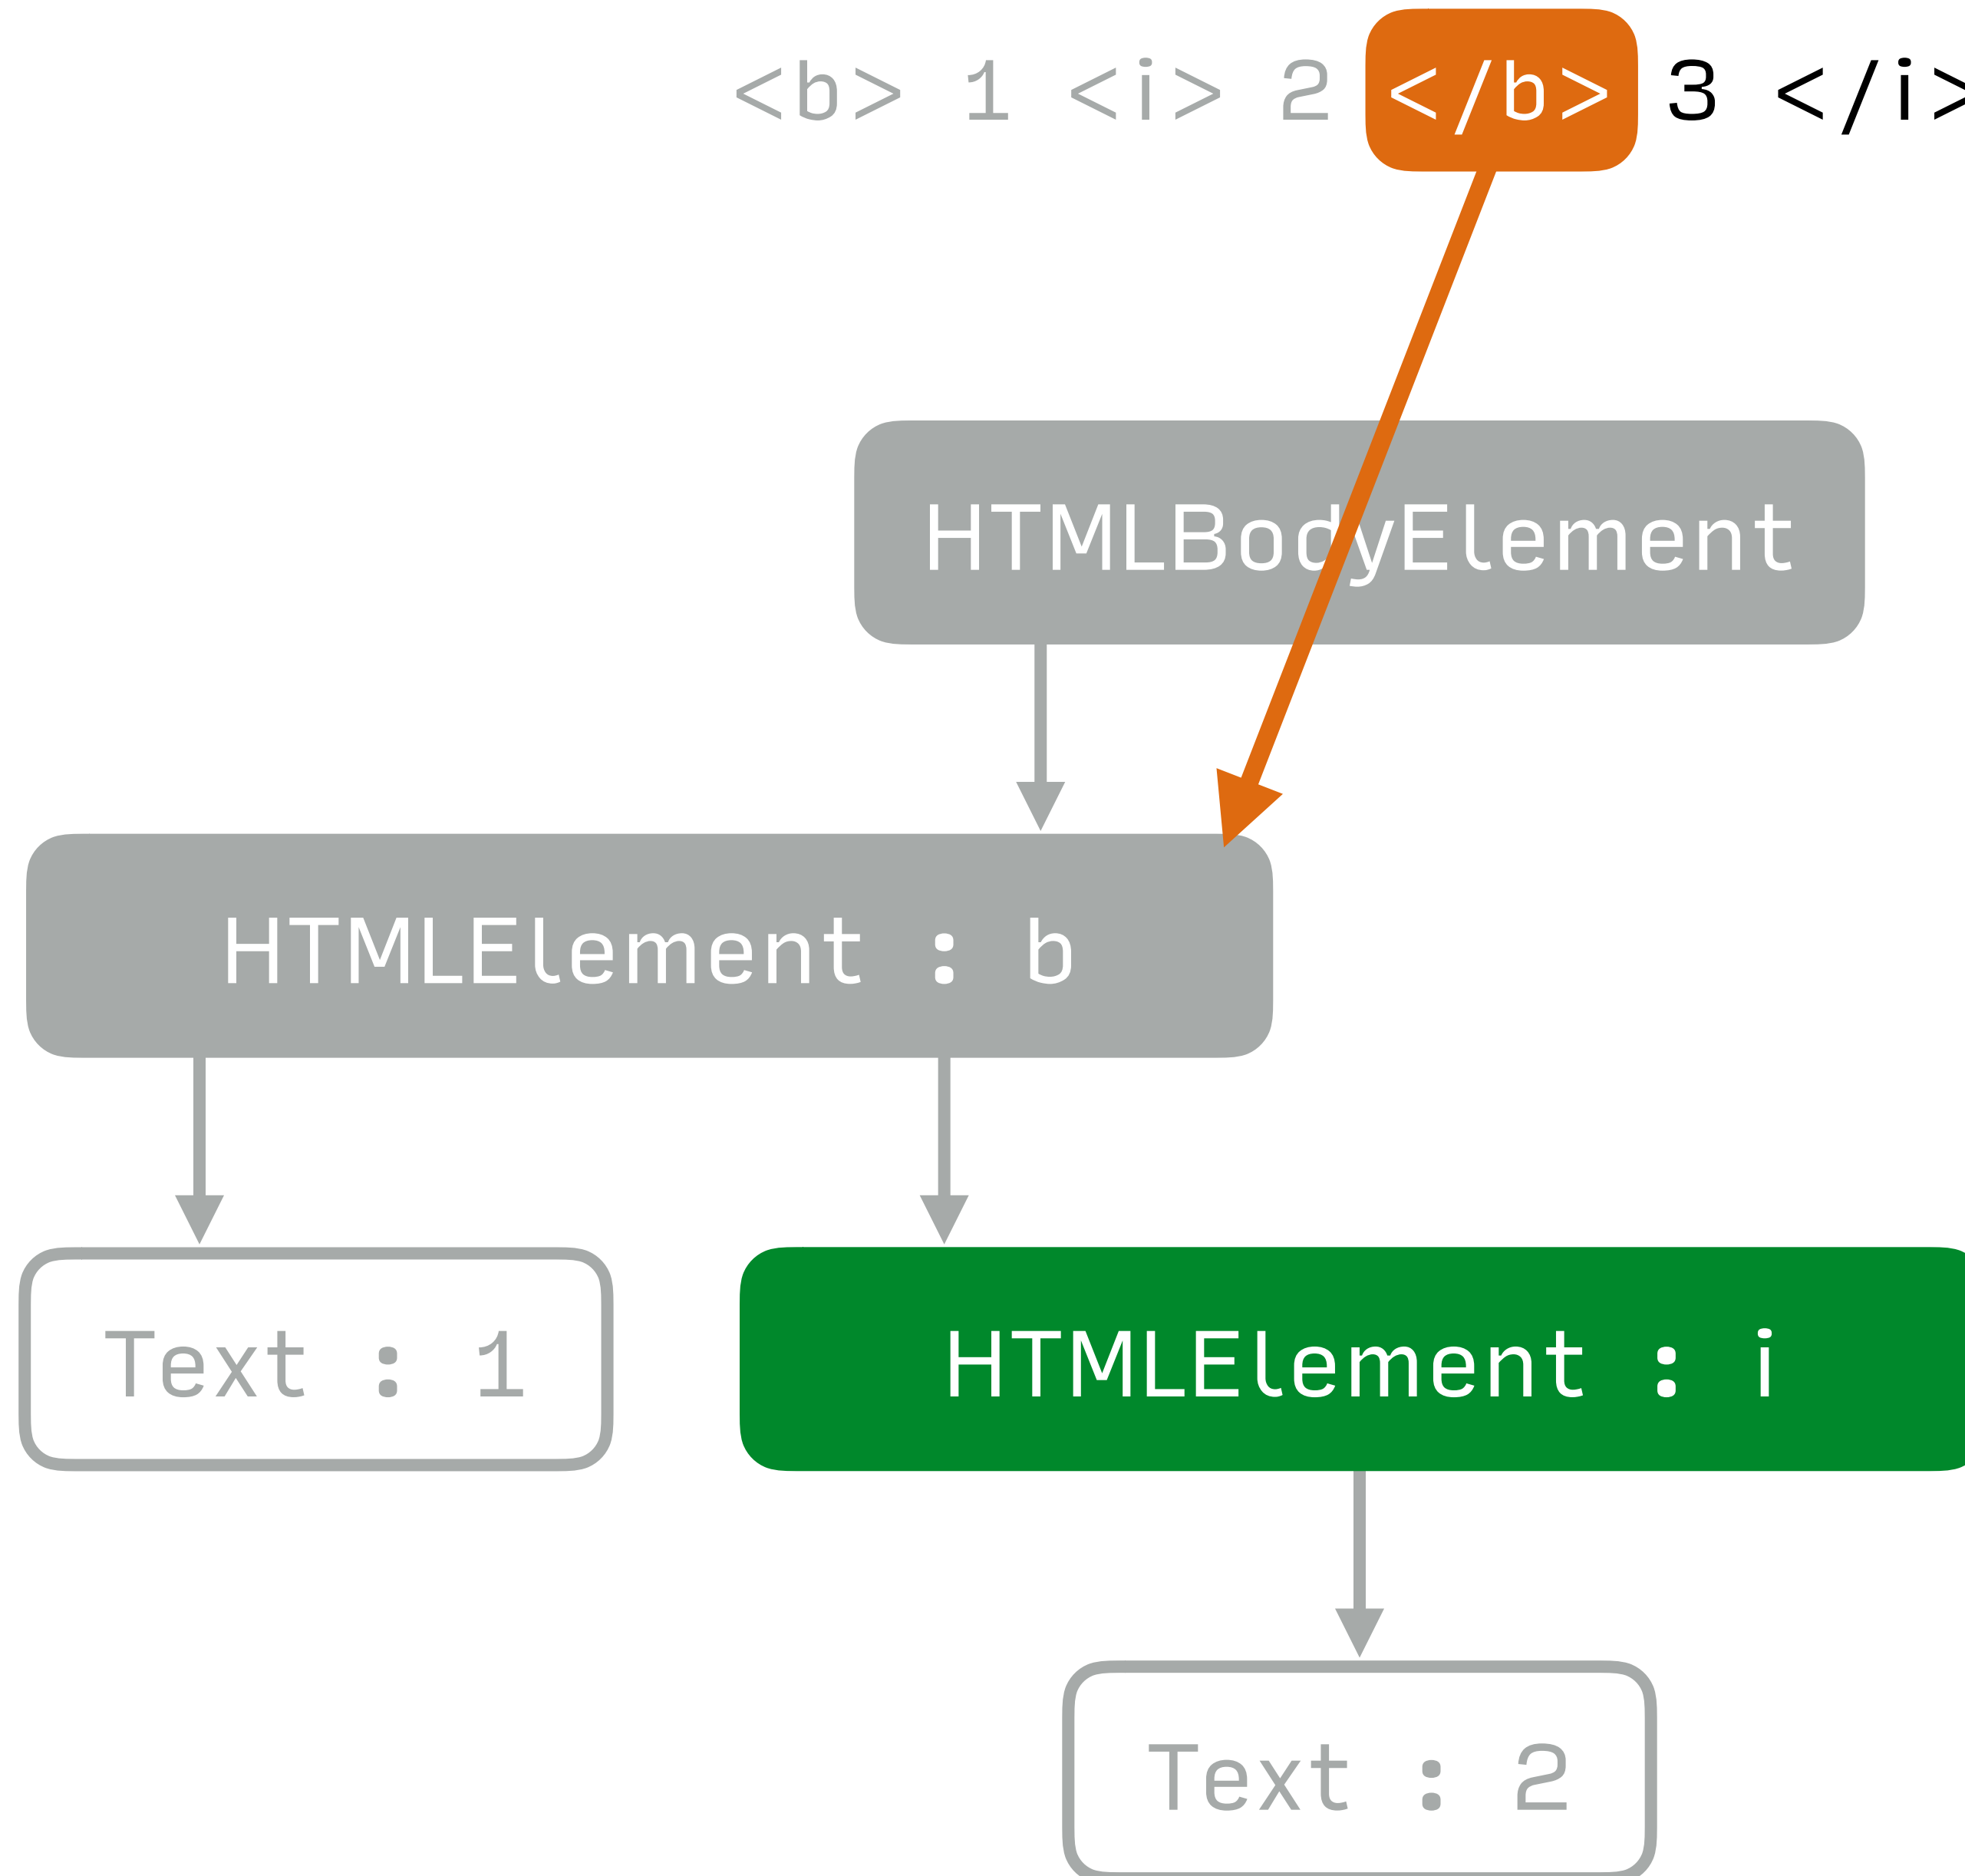 <b> 1 <i> 2 </b> 3 </i>
HTMLBodyElement
HTMLElement : b
Text : 1
HTMLElement : i
Text : 2